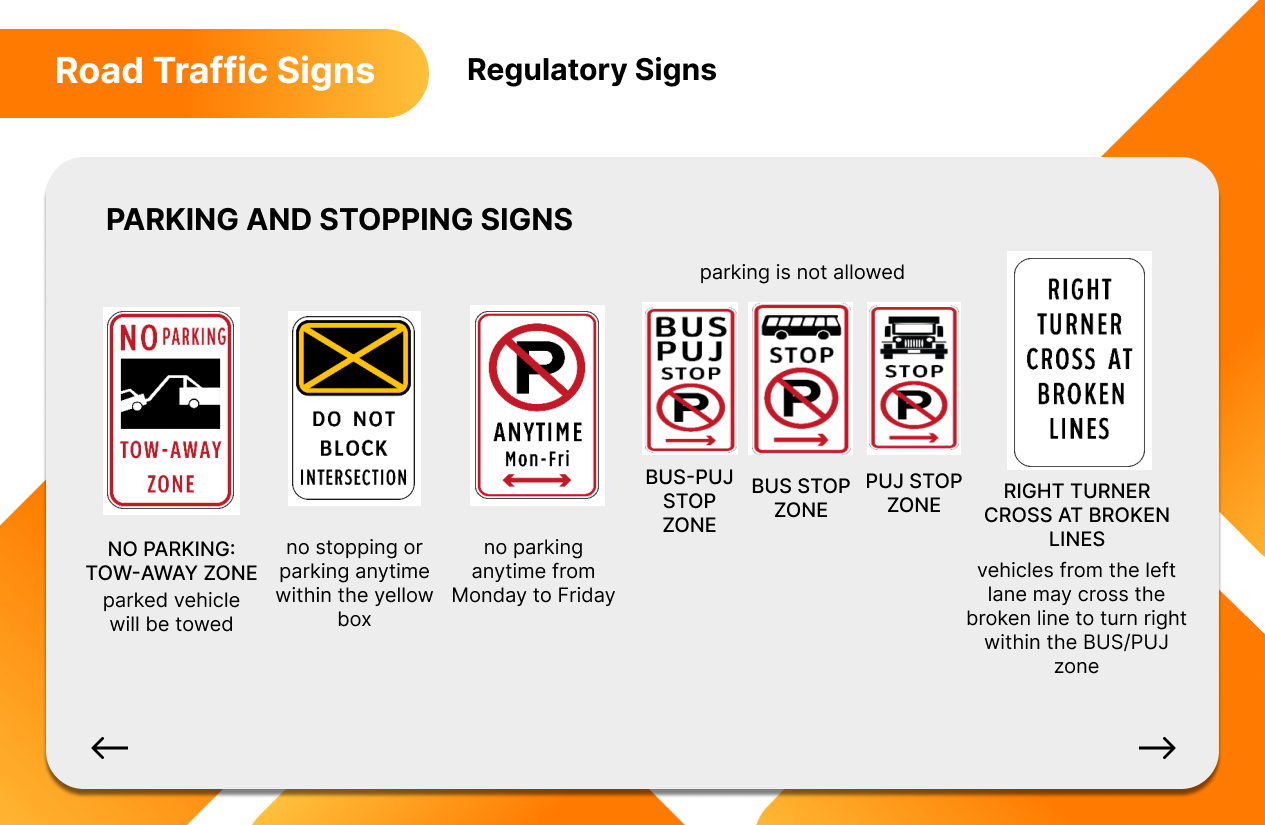 Road Traffic Signs
Regulatory Signs
PARKING AND STOPPING SIGNS
NO PARKING
TOW-AWAY
ZONE
NO PARKING:
TOW-AWAY ZONE
parked vehicle
will be towed
DO NOT
BLOCK
INTERSECTION
no stopping or
parking anytime
within the yellow
box
P
ANYTIME
Mon-Fri
no parking
anytime from
Monday to Friday
parking is not allowed
BUS
PUJ
STOP
P
BUS-PUJ
STOP
ZONE
STOP
P
BUS STOP
ZONE
STOP
P
PUJ STOP
ZONE
RIGHT
TURNER
CROSS AT
BROKEN
LINES
RIGHT TURNER
CROSS AT BROKEN
LINES
vehicles from the left
lane may cross the
broken line to turn right
within the BUS/PUJ
zone